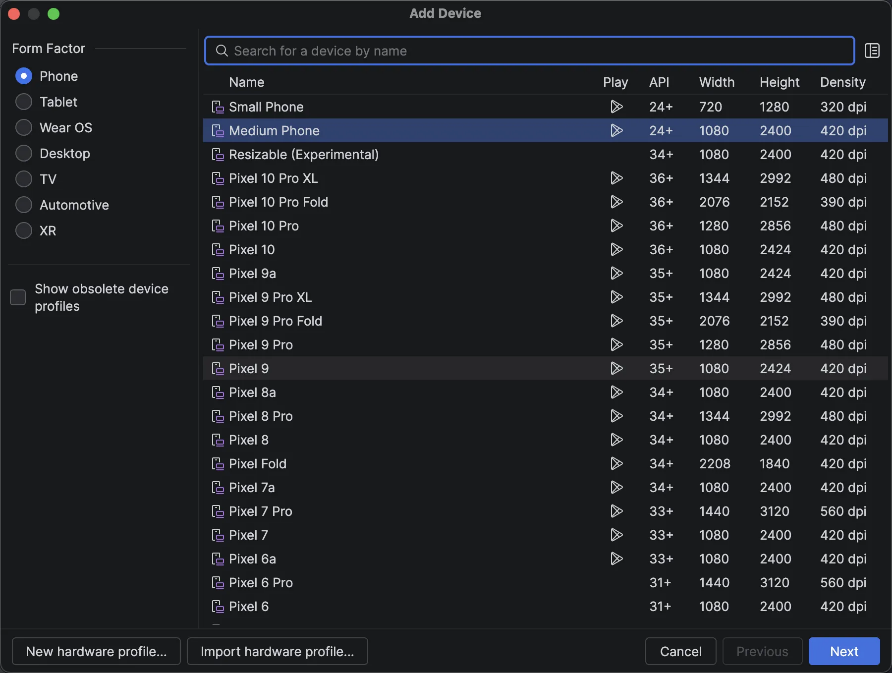 Add Device
Form Factor
Phone
Tablet
Wear OS
Desktop
TV
Automotive
XR
Show obsolete device
profiles
Search for a device by name
Name Play API Width Height Density
Small Phone 24+ 720 1280 320 dpi
Medium Phone 24+ 1080 2400 420 dpi
Resizable (Experimental) 34+ 1080 2400 420 dpi
Pixel 10 Pro XL 36+ 1344 2992 480 dpi
Pixel 10 Pro Fold 36+ 2076 2152 390 dpi
Pixel 10 Pro 36+ 1280 2856 480 dpi
Pixel 10 36+ 1080 2424 420 dpi
Pixel 9a 35+ 1080 2424 420 dpi
Pixel 9 Pro XL 35+ 1344 2992 480 dpi
Pixel 9 Pro Fold 35+ 2076 2152 390 dpi
Pixel 9 Pro 35+ 1280 2856 480 dpi
Pixel 9 35+ 1080 2424 420 dpi
Pixel 8a 34+ 1080 2400 420 dpi
Pixel 8 Pro 34+ 1344 2992 480 dpi
Pixel 8 34+ 1080 2400 420 dpi
Pixel Fold 34+ 2208 1840 420 dpi
Pixel 7a 34+ 1080 2400 420 dpi
Pixel 7 Pro 33+ 1440 3120 560 dpi
Pixel 7 33+ 1080 2400 420 dpi
Pixel 6a 33+ 1080 2400 420 dpi
Pixel 6 Pro 31+ 1440 3120 560 dpi
Pixel 6 31+ 1080 2400 420 dpi
New hardware profile... Import hardware profile... Cancel Previous Next